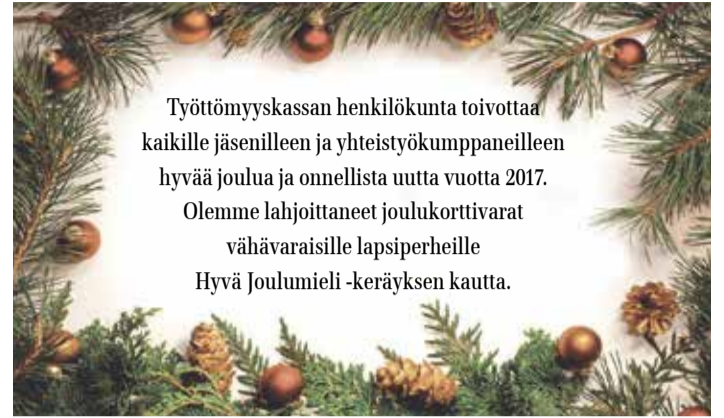 Työttömyyskassan henkilökunta toivottaa
kaikille jäsenilleen ja yhteistyökumppaneilleen
hyvää joulua ja onnellista uutta vuotta 2017.
Olemme lahjoittaneet joulukorttivarat
vähävaraisille lapsiperheille
Hyvä Joulumieli -keräyksen kautta.